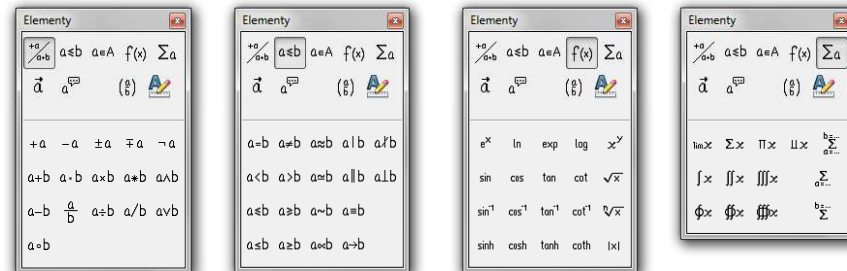 Elementy
+a/a+b a≤b a∈A f(x) Σa
a⃗ a (a b)
+a -a ±a ∓a ¬a
a+b a·b a×b a∗b a∧b
a-b a/b a÷b a/b a∨b
a∘b
Elementy
+a/a+b a≤b a∈A f(x) Σa
a⃗ a (a b)
a=b a≠b a≈b a|b a∤b
a<b a>b a≃b a∥b a⊥b
a≤b a≥b a~b a≡b
a≤b a≥b a∝b a→b
Elementy
+a/a+b a≤b a∈A f(x) Σa
a⃗ a (a b)
eˣ ln exp log xʸ
sin cos tan cot √x
sin⁻¹ cos⁻¹ tan⁻¹ cot⁻¹ ⁿ√x
sinh cosh tanh coth |x|
Elementy
+a/a+b a≤b a∈A f(x) Σa
a⃗ a (a b)
lim x Σx Πx ∐x b=... Σ a=...
∫x ∬x ∭x Σ a=...
∮x ∯x ∰x b=... Σ